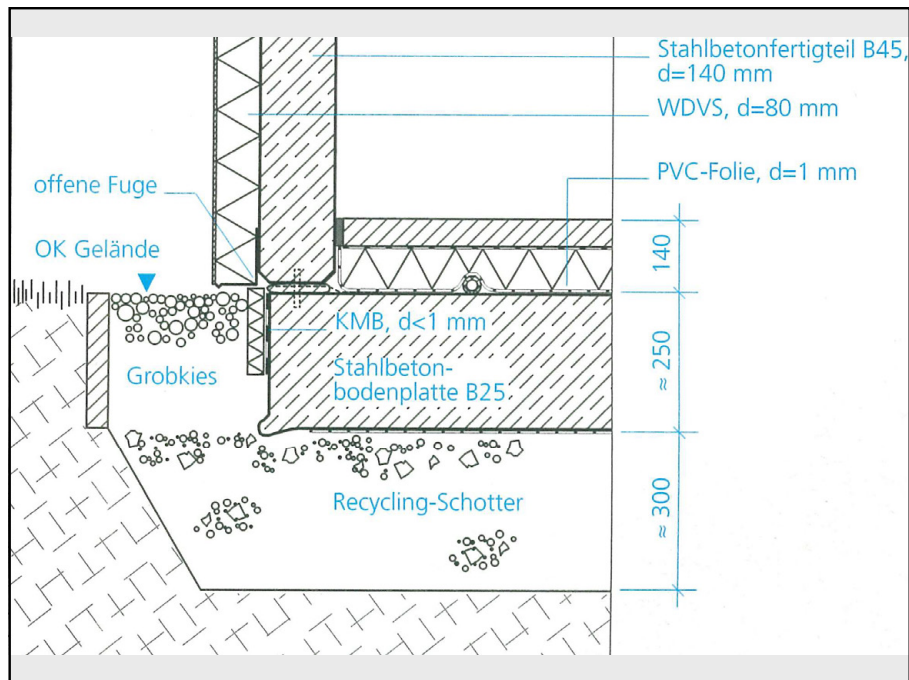 Stahlbetonfertigteil B45,
d=140 mm
WDVS, d=80 mm
PVC-Folie, d=1 mm
offene Fuge
OK Gelände
140
KMB, d<1 mm
Grobkies
Stahlbeton-
bodenplatte B25
≈ 250
Recycling-Schotter
≈ 300